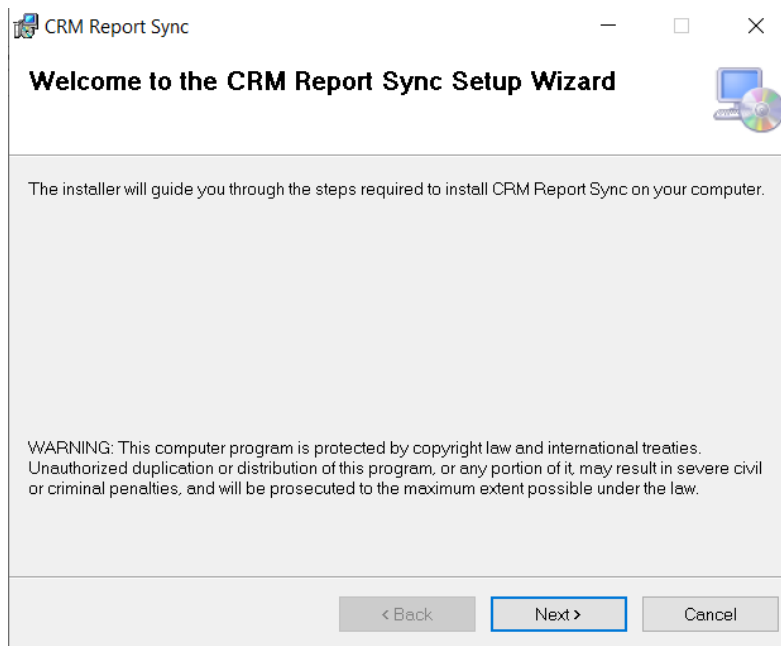 CRM Report Sync
Welcome to the CRM Report Sync Setup Wizard
The installer will guide you through the steps required to install CRM Report Sync on your computer.
WARNING: This computer program is protected by copyright law and international treaties.
Unauthorized duplication or distribution of this program, or any portion of it, may result in severe civil
or criminal penalties, and will be prosecuted to the maximum extent possible under the law.
< Back
Next >
Cancel